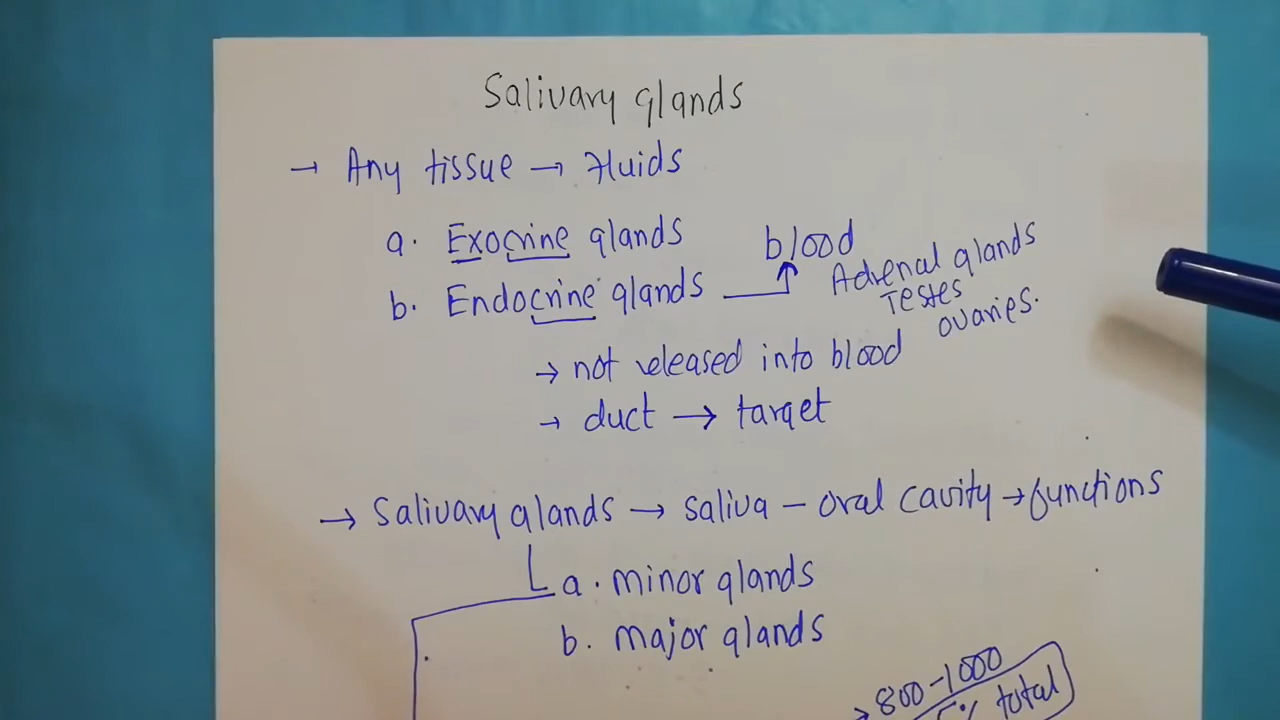 Salivary glands
→ Any tissue → Fluids
a. Exocrine glands
b. Endocrine glands → blood
Adrenal glands
Testes
ovaries.
→ not released into blood
→ duct → target
→ Salivary glands → saliva - oral cavity → functions
a. minor glands
b. major glands
→ 800-1000
% total